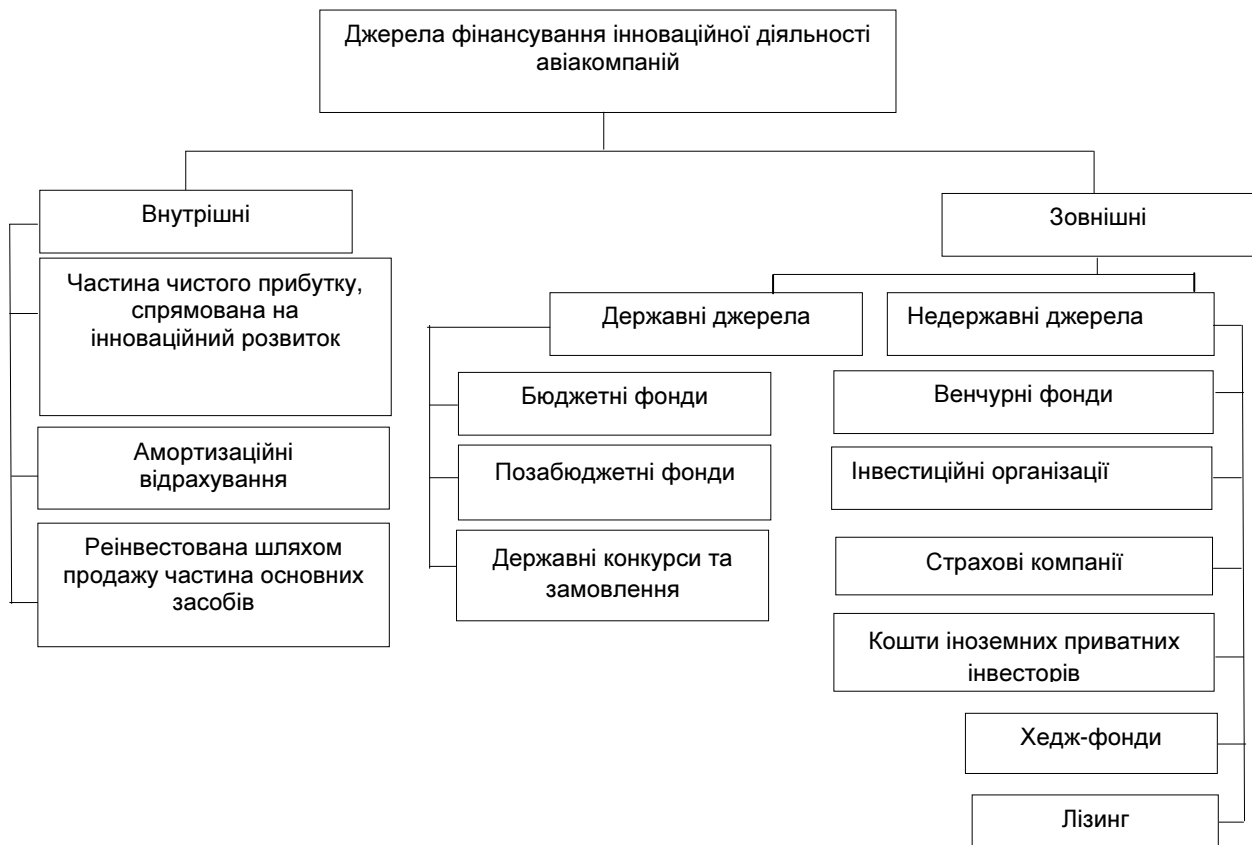 Джерела фінансування інноваційної діяльності
авіакомпаній
Внутрішні
Частина чистого прибутку,
спрямована на
інноваційний розвиток
Амортизаційні
відрахування
Реінвестована шляхом
продажу частина основних
засобів
Зовнішні
Державні джерела
Бюджетні фонди
Позабюджетні фонди
Державні конкурси та
замовлення
Недержавні джерела
Венчурні фонди
Інвестиційні організації
Страхові компанії
Кошти іноземних приватних
інвесторів
Хедж-фонди
Лізинг